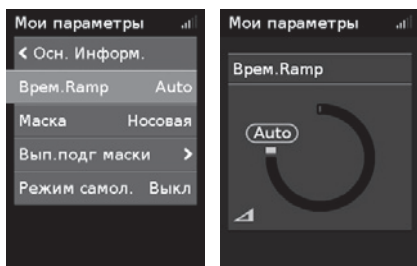 Мои параметры
Осн. Информ.
Врем.Ramp Auto
Маска Носовая
Вып.подг маски
Режим самол. Выкл
Мои параметры
Врем.Ramp
Auto